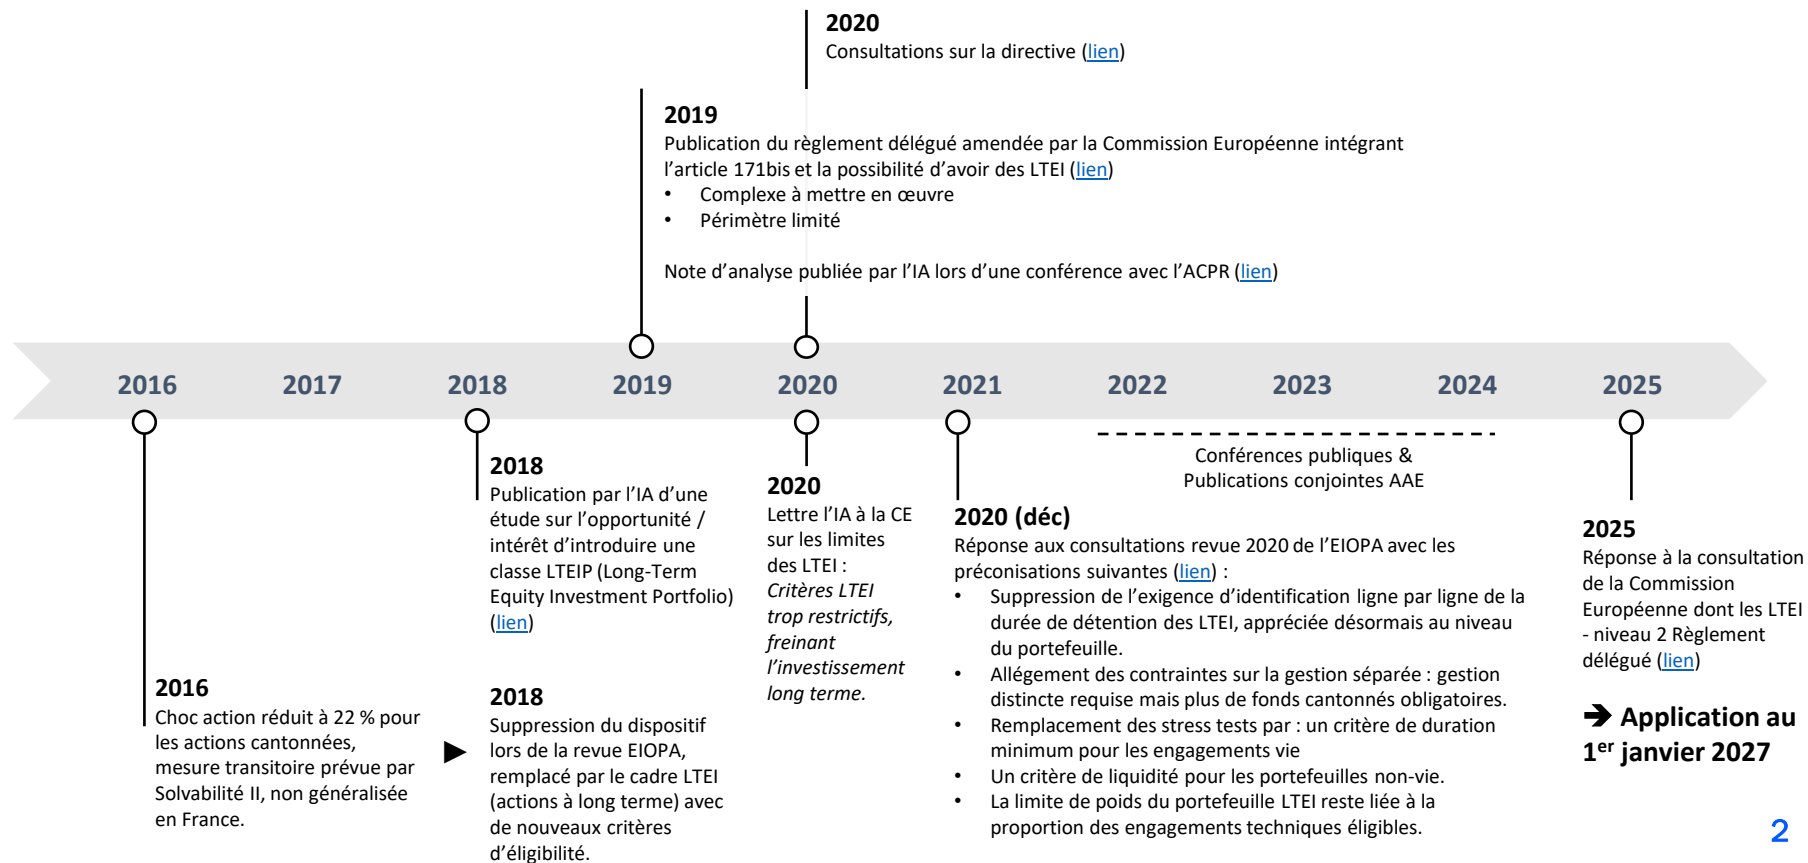 2020
Consultations sur la directive (lien)
2019
Publication du règlement délégué amendée par la Commission Européenne intégrant
l’article 171bis et la possibilité d’avoir des LTEI (lien)
• Complexe à mettre en œuvre
• Périmètre limité
Note d’analyse publiée par l’IA lors d’une conférence avec l’ACPR (lien)
2016 2017 2018 2019 2020 2021 2022 2023 2024 2025
2016
Choc action réduit à 22 % pour
les actions cantonnées,
mesure transitoire prévue par
Solvabilité II, non généralisée
en France.
2018
Publication par l’IA d’une
étude sur l’opportunité /
intérêt d’introduire une
classe LTEIP (Long-Term
Equity Investment Portfolio)
(lien)
2018
Suppression du dispositif
lors de la revue EIOPA,
remplacé par le cadre LTEI
(actions à long terme) avec
de nouveaux critères
d’éligibilité.
2020
Lettre l’IA à la CE
sur les limites
des LTEI :
Critères LTEI
trop restrictifs,
freinant
l’investissement
long terme.
Conférences publiques &
Publications conjointes AAE
2020 (déc)
Réponse aux consultations revue 2020 de l’EIOPA avec les
préconisations suivantes (lien) :
• Suppression de l’exigence d’identification ligne par ligne de la
durée de détention des LTEI, appréciée désormais au niveau
du portefeuille.
• Allégement des contraintes sur la gestion séparée : gestion
distincte requise mais plus de fonds cantonnés obligatoires.
• Remplacement des stress tests par : un critère de duration
minimum pour les engagements vie
• Un critère de liquidité pour les portefeuilles non-vie.
• La limite de poids du portefeuille LTEI reste liée à la
proportion des engagements techniques éligibles.
2025
Réponse à la consultation
de la Commission
Européenne dont les LTEI
- niveau 2 Règlement
délégué (lien)
➔ Application au
1er janvier 2027
2